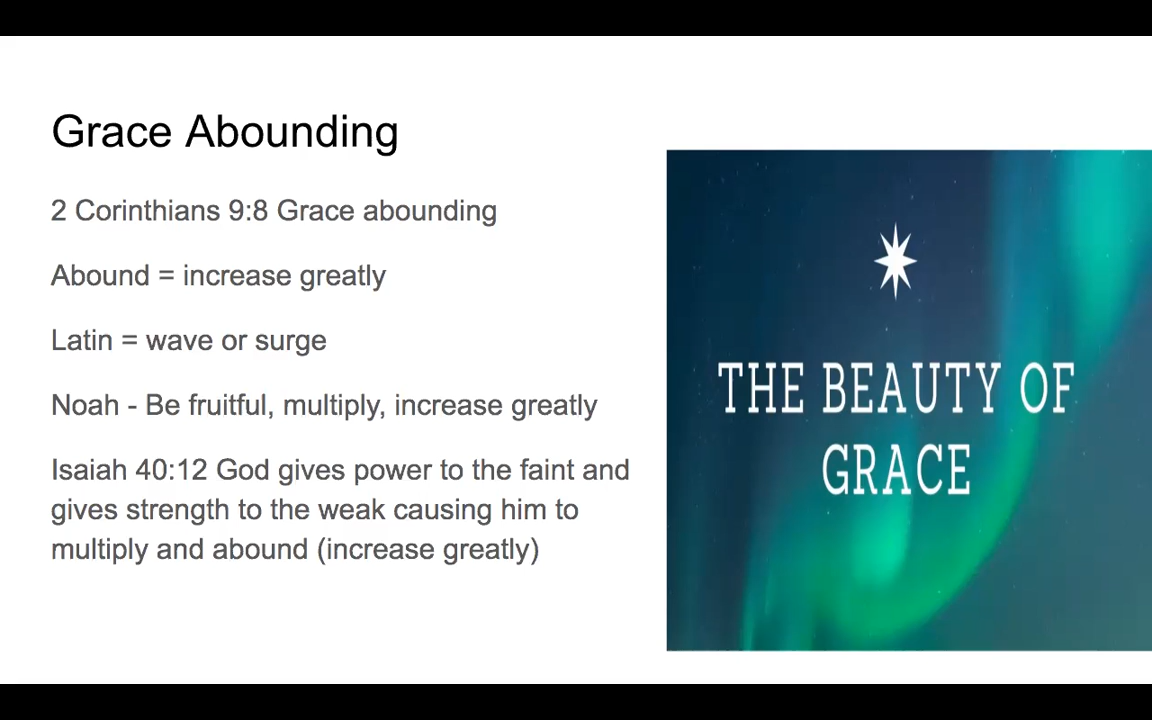 Grace Abounding
2 Corinthians 9:8 Grace abounding
Abound = increase greatly
Latin = wave or surge
Noah - Be fruitful, multiply, increase greatly
Isaiah 40:12 God gives power to the faint and
gives strength to the weak causing him to
multiply and abound (increase greatly)
THE BEAUTY OF
GRACE